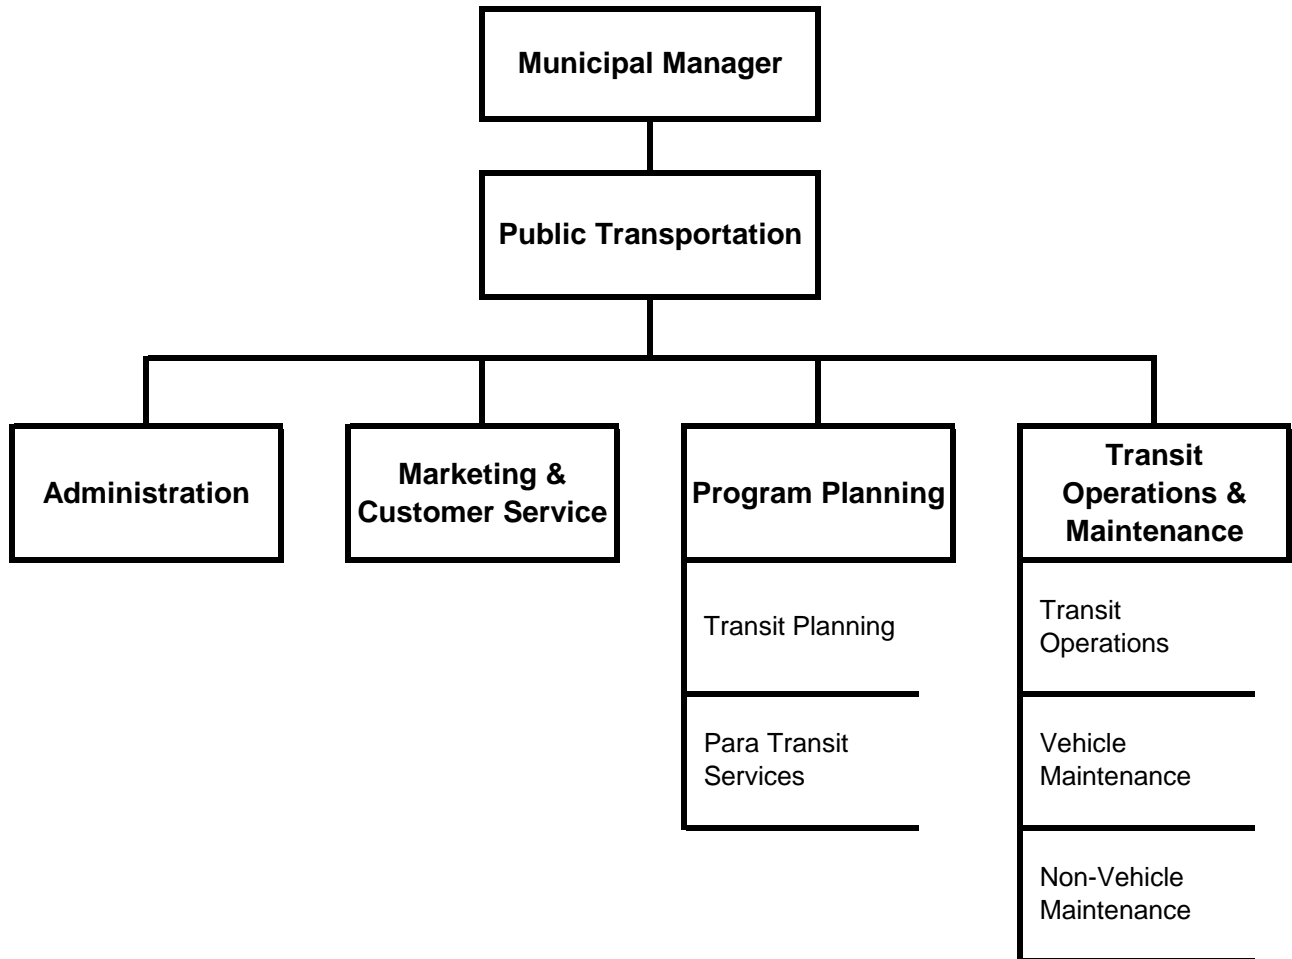 Municipal Manager
Public Transportation
Administration
Marketing &
Customer Service
Program Planning
Transit
Operations &
Maintenance
Transit Planning
Para Transit
Services
Transit
Operations
Vehicle
Maintenance
Non-Vehicle
Maintenance